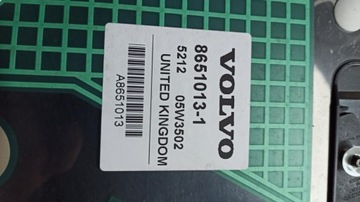 VOLVO
8651013-1
5212 05W3502
UNITED KINGDOM
A8651013